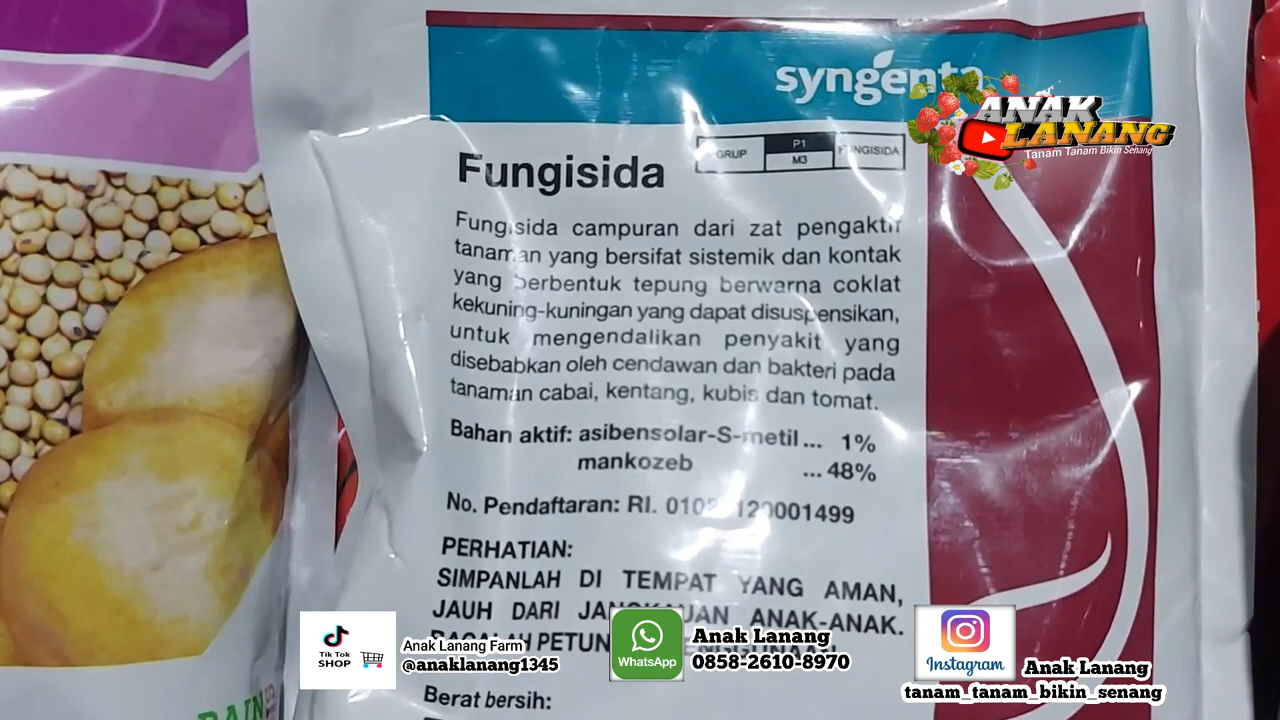 syngenta
ANAK
LANANG
Tanam Tanam Bikin Senang
GRUP P1 M3 FUNGISIDA
Fungisida
Fungisida campuran dari zat pengaktif
tanaman yang bersifat sistemik dan kontak
yang berbentuk tepung berwarna coklat
kekuning-kuningan yang dapat disuspensikan,
untuk mengendalikan penyakit yang
disebabkan oleh cendawan dan bakteri pada
tanaman cabai, kentang, kubis dan tomat.
Bahan aktif: asibensolar-S-metil ... 1%
mankozeb ... 48%
No. Pendaftaran: RI.
PERHATIAN:
SIMPANLAH DI TEMPAT YANG AMAN,
JAUH DARI JANGKAUAN ANAK-ANAK.
Berat bersih:
Tik Tok
SHOP
Anak Lanang Farm
@anaklanang1345
WhatsApp
Anak Lanang
0858-2610-8970
Instagram
Anak Lanang
tanam_tanam_bikin_senang